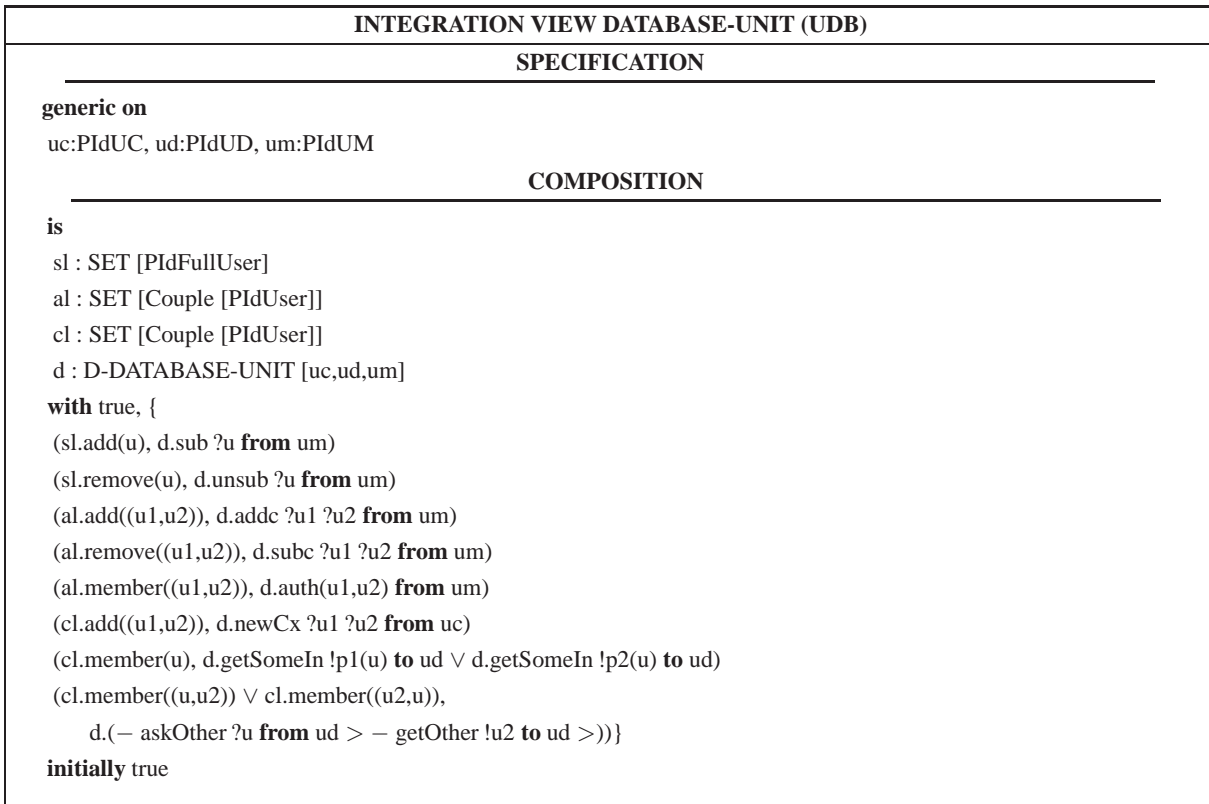 INTEGRATION VIEW DATABASE-UNIT (UDB)
SPECIFICATION
generic on
uc:PIdUC, ud:PIdUD, um:PIdUM
COMPOSITION
is
sl : SET [PIdFullUser]
al : SET [Couple [PIdUser]]
cl : SET [Couple [PIdUser]]
d : D-DATABASE-UNIT [uc,ud,um]
with true, {
(sl.add(u), d.sub ?u from um)
(sl.remove(u), d.unsub ?u from um)
(al.add((u1,u2)), d.addc ?u1 ?u2 from um)
(al.remove((u1,u2)), d.subc ?u1 ?u2 from um)
(al.member((u1,u2)), d.auth(u1,u2) from um)
(cl.add((u1,u2)), d.newCx ?u1 ?u2 from uc)
(cl.member(u), d.getSomeIn !p1(u) to ud ∨ d.getSomeIn !p2(u) to ud)
(cl.member((u,u2)) ∨ cl.member((u2,u)),
d.(− askOther ?u from ud > − getOther !u2 to ud >))}
initially true